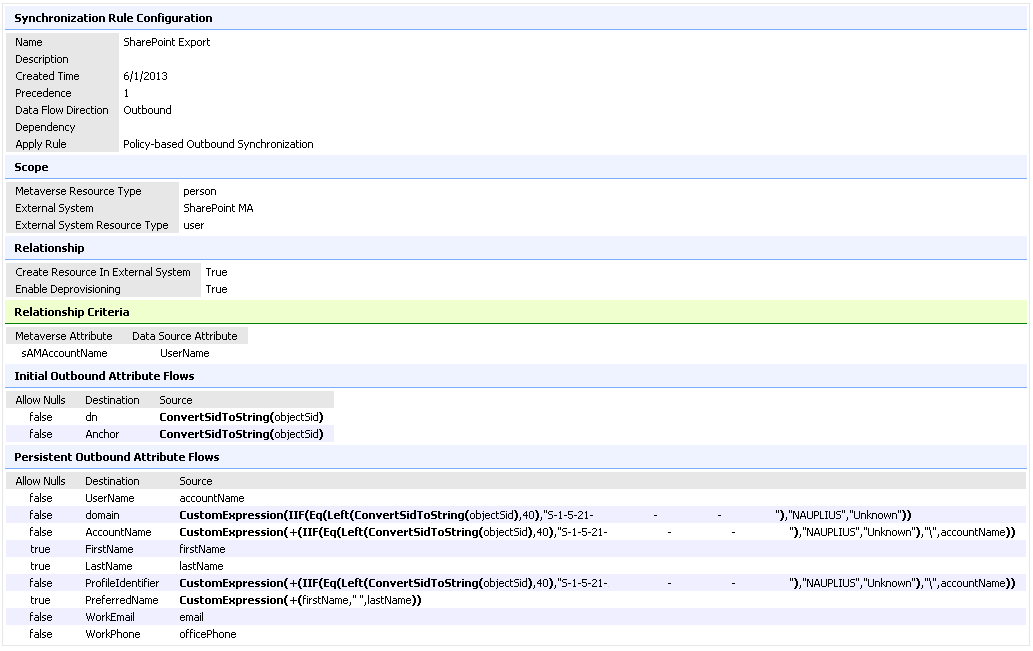 Synchronization Rule Configuration
Name SharePoint Export
Description
Created Time 6/1/2013
Precedence 1
Data Flow Direction Outbound
Dependency
Apply Rule Policy-based Outbound Synchronization
Scope
Metaverse Resource Type person
External System SharePoint MA
External System Resource Type user
Relationship
Create Resource In External System True
Enable Deprovisioning True
Relationship Criteria
Metaverse Attribute Data Source Attribute
sAMAccountName UserName
Initial Outbound Attribute Flows
Allow Nulls Destination Source
false dn ConvertSidToString(objectSid)
false Anchor ConvertSidToString(objectSid)
Persistent Outbound Attribute Flows
Allow Nulls Destination Source
false UserName accountName
false domain CustomExpression(IIF(Eq(Left(ConvertSidToString(objectSid),40),"S-1-5-21- - - "),"NAUPLIUS","Unknown"))
false AccountName CustomExpression(+(IIF(Eq(Left(ConvertSidToString(objectSid),40),"S-1-5-21- - - "),"NAUPLIUS","Unknown"),"\",accountName))
true FirstName firstName
true LastName lastName
false ProfileIdentifier CustomExpression(+(IIF(Eq(Left(ConvertSidToString(objectSid),40),"S-1-5-21- - - "),"NAUPLIUS","Unknown"),"\",accountName))
true PreferredName CustomExpression(+(firstName," ",lastName))
false WorkEmail email
false WorkPhone officePhone